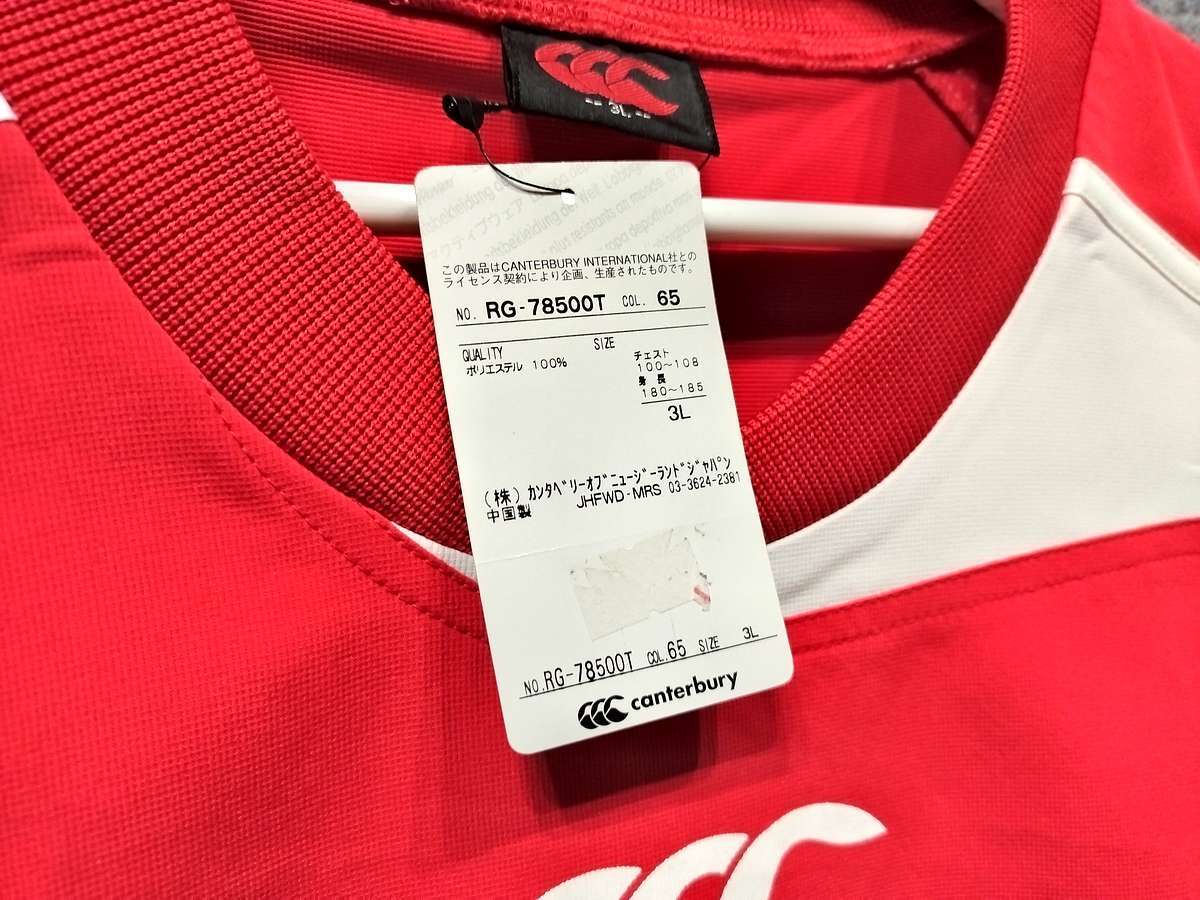 3L
この製品はCANTERBURY INTERNATIONAL社との
ライセンス契約により企画、生産されたものです。
NO. RG-78500T COL. 65
QUALITY SIZE
ポリエステル 100%
チェスト
100~108
身長
180~185
3L
(株) カンタベリーオブニュージーランドジャパン
中国製 JHFWD-MRS 03-3624-2381
NO.RG-78500T COL.65 SIZE 3L
canterbury